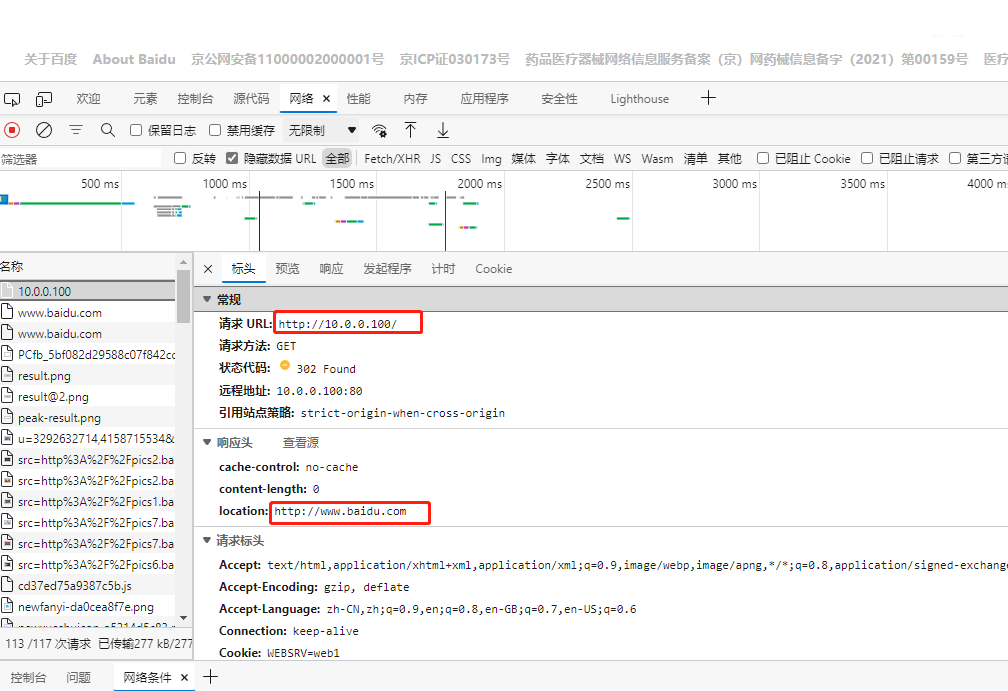 关于百度 About Baidu 京公网安备11000002000001号 京ICP证030173号 药品医疗器械网络信息服务备案（京）网药械信息备字（2021）第00159号 医疗
欢迎 元素 控制台 源代码 网络 性能 内存 应用程序 安全性 Lighthouse
保留日志 禁用缓存 无限制
筛选器 反转 隐藏数据 URL 全部 Fetch/XHR JS CSS Img 媒体 字体 文档 WS Wasm 清单 其他 已阻止 Cookie 已阻止请求 第三方请
500 ms 1000 ms 1500 ms 2000 ms 2500 ms 3000 ms 3500 ms 4000 ms
名称
10.0.0.100
www.baidu.com
www.baidu.com
PCfb_5bf082d29588c07f842cc
result.png
result@2.png
peak-result.png
u=3292632714,4158715534&
src=http%3A%2F%2Fpics2.ba
src=http%3A%2F%2Fpics2.ba
src=http%3A%2F%2Fpics1.ba
src=http%3A%2F%2Fpics7.ba
src=http%3A%2F%2Fpics7.ba
src=http%3A%2F%2Fpics6.ba
cd37ed75a9387c5b.js
newfanyi-da0cea8f7e.png
113 /117 次请求 已传输277 kB/277
标头 预览 响应 发起程序 计时 Cookie
常规
请求 URL: http://10.0.0.100/
请求方法: GET
状态代码: 302 Found
远程地址: 10.0.0.100:80
引用站点策略: strict-origin-when-cross-origin
响应头 查看源
cache-control: no-cache
content-length: 0
location: http://www.baidu.com
请求标头
Accept: text/html,application/xhtml+xml,application/xml;q=0.9,image/webp,image/apng,*/*;q=0.8,application/signed-exchange
Accept-Encoding: gzip, deflate
Accept-Language: zh-CN,zh;q=0.9,en;q=0.8,en-GB;q=0.7,en-US;q=0.6
Connection: keep-alive
Cookie: WEBSRV=web1
控制台 问题 网络条件